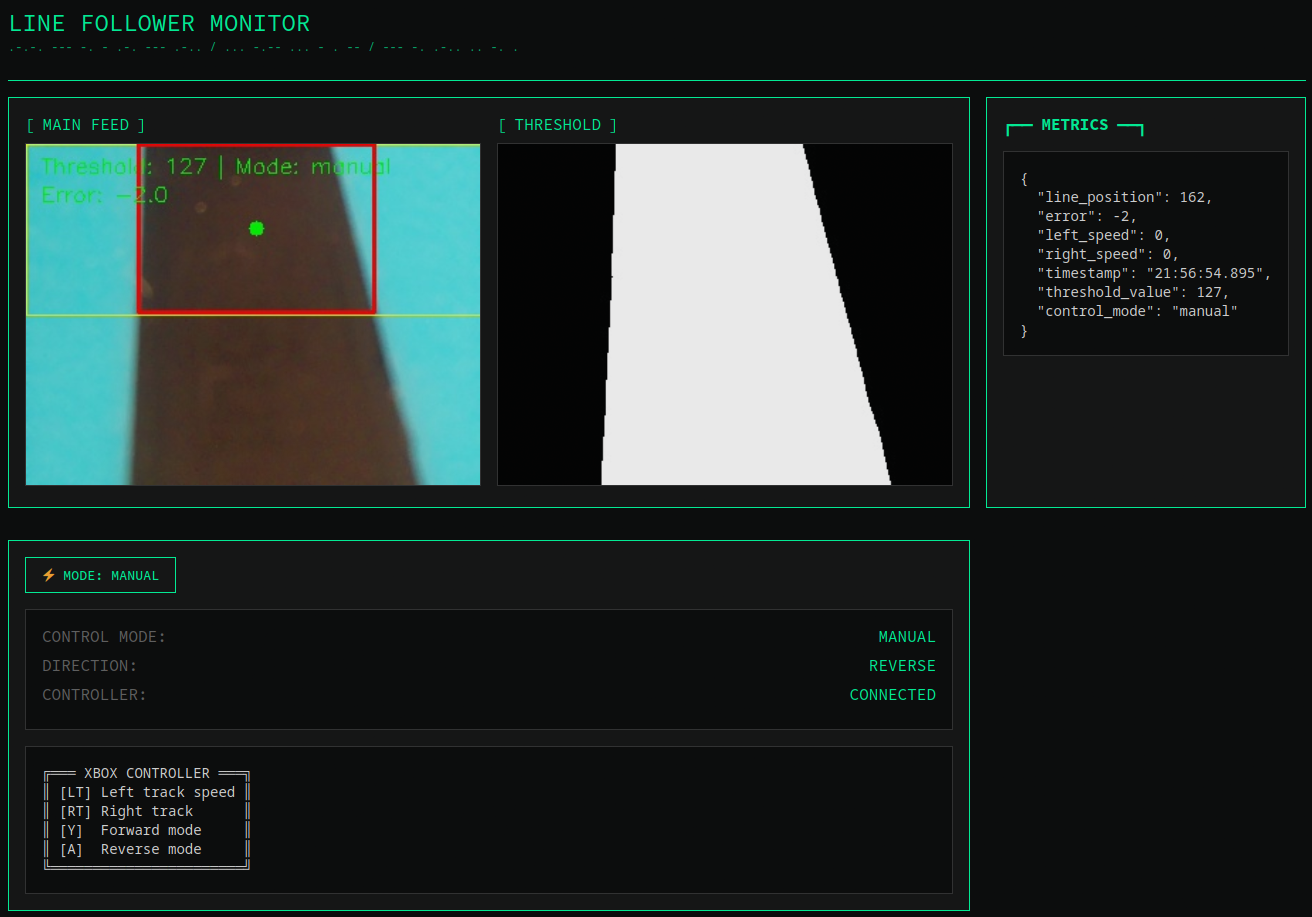 LINE FOLLOWER MONITOR
.-.-. --- -. - .-. --- .-.. / ... -.-- ... - . -- / --- -. .-.. .. -. .
[ MAIN FEED ]
Threshold: 127 | Mode: manual
Error: -2.0
[ THRESHOLD ]
┏━━ METRICS ━━┓
{
"line_position": 162,
"error": -2,
"left_speed": 0,
"right_speed": 0,
"timestamp": "21:56:54.895",
"threshold_value": 127,
"control_mode": "manual"
}
⚡ MODE: MANUAL
CONTROL MODE: MANUAL
DIRECTION: REVERSE
CONTROLLER: CONNECTED
╔═══ XBOX CONTROLLER ═══╗
║ [LT] Left track speed ║
║ [RT] Right track ║
║ [Y] Forward mode ║
║ [A] Reverse mode ║
╚═══════════════════════╝